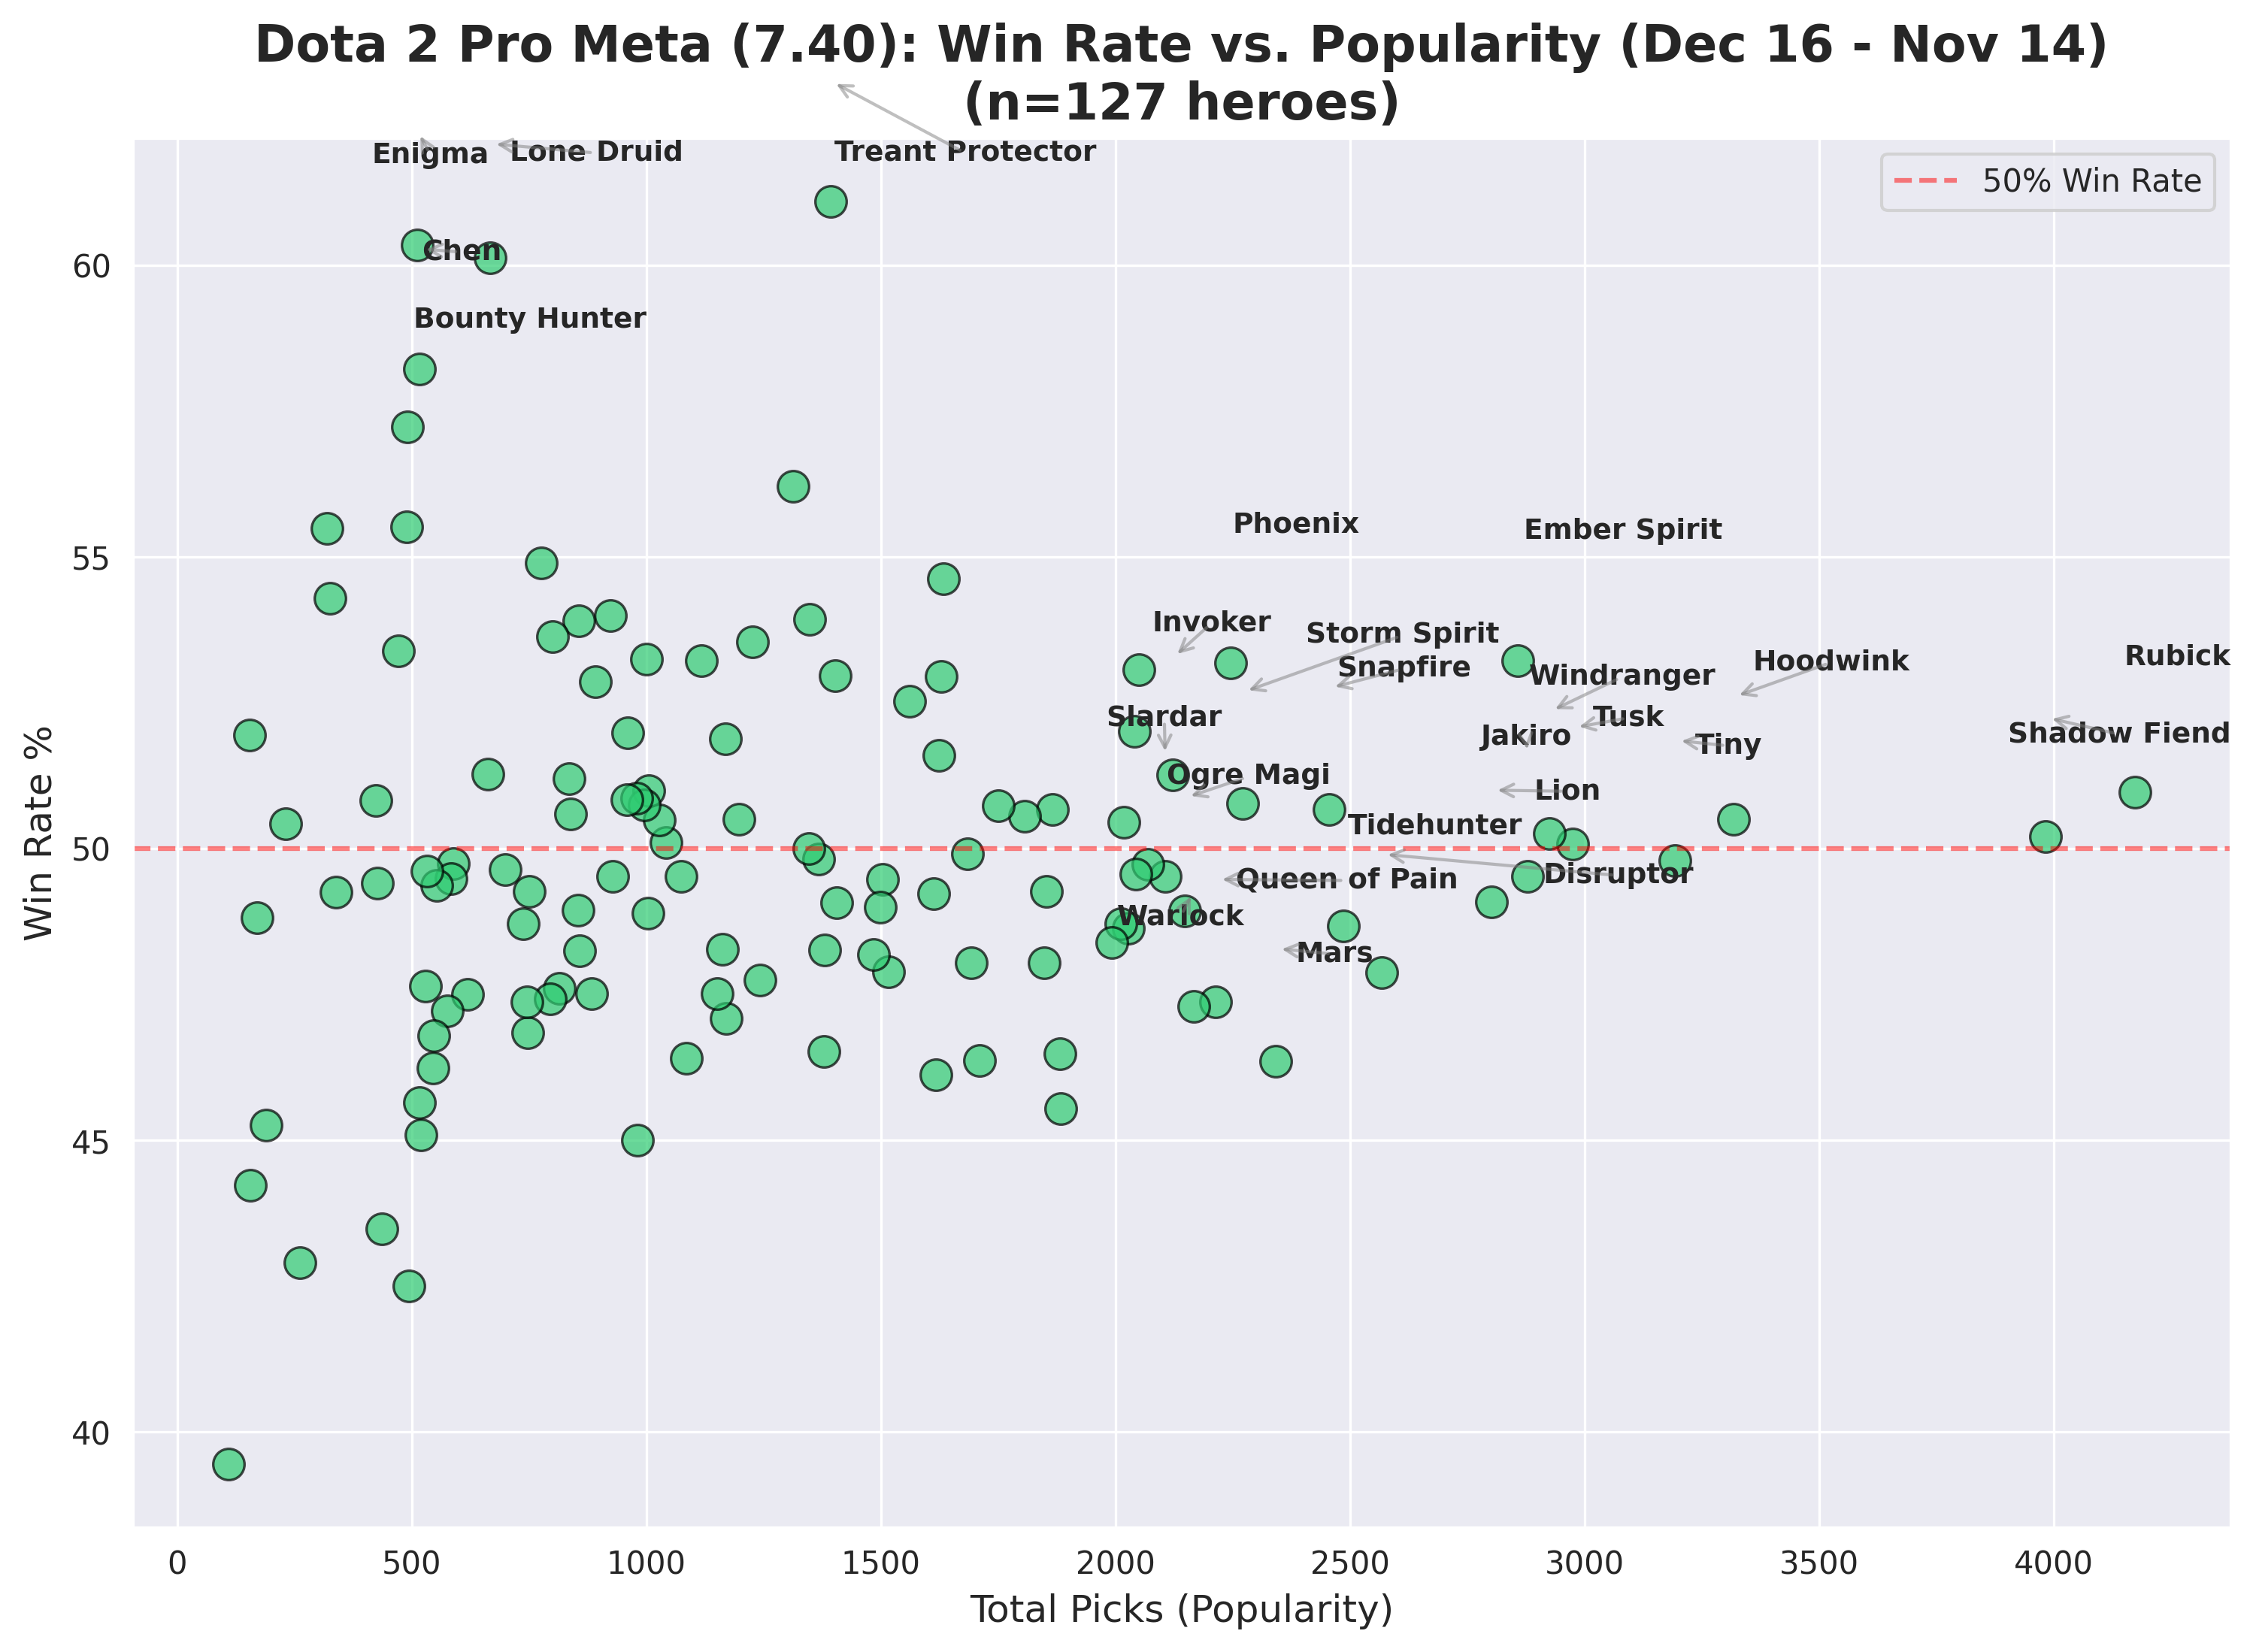 Dota 2 Pro Meta (7.40): Win Rate vs. Popularity (Dec 16 - Nov 14)
(n=127 heroes)
Enigma
Lone Druid
Treant Protector
50% Win Rate
Chen
Bounty Hunter
Phoenix
Ember Spirit
Invoker
Storm Spirit
Snapfire
Windranger
Hoodwink
Rubick
Slardar
Tusk
Jakiro
Tiny
Shadow Fiend
Ogre Magi
Lion
Tidehunter
Queen of Pain
Disruptor
Warlock
Mars
60
55
50
45
40
Win Rate %
0
500
1000
1500
2000
2500
3000
3500
4000
Total Picks (Popularity)